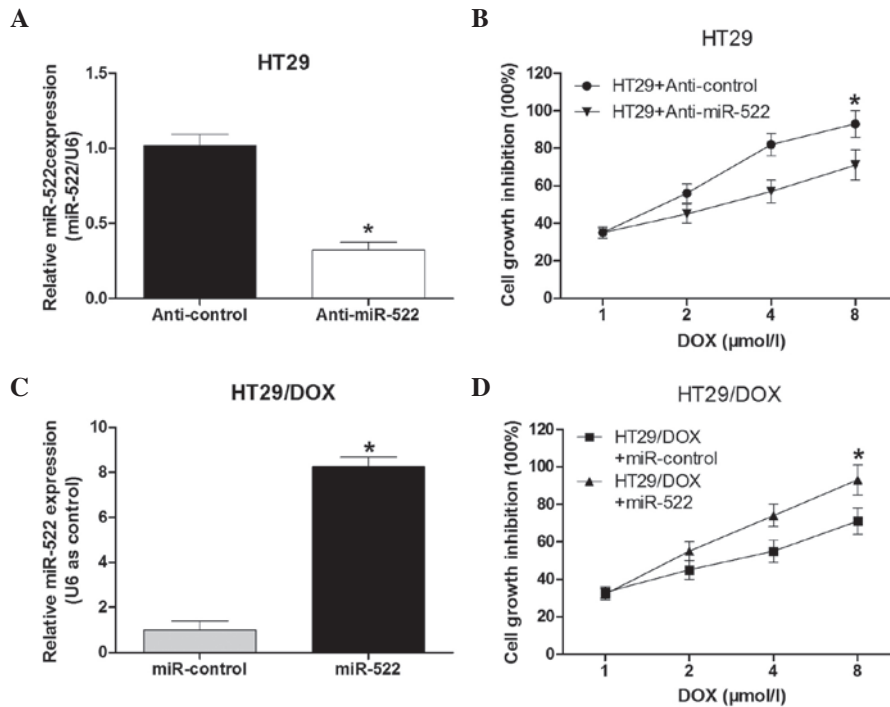 A
HT29
Relative miR-522cexpression
(miR-522/U6)
1.5
1.0
0.5
0.0
*
Anti-control
Anti-miR-522
B
HT29
Cell growth inhibition (100%)
120
100
80
60
40
20
0
HT29+Anti-control
HT29+Anti-miR-522
*
1
2
4
8
DOX (µmol/l)
C
HT29/DOX
Relative miR-522 expression
(U6 as control)
10
8
6
4
2
0
*
miR-control
miR-522
D
HT29/DOX
Cell growth inhibition (100%)
120
100
80
60
40
20
0
HT29/DOX
+miR-control
HT29/DOX
+miR-522
*
1
2
4
8
DOX (µmol/l)